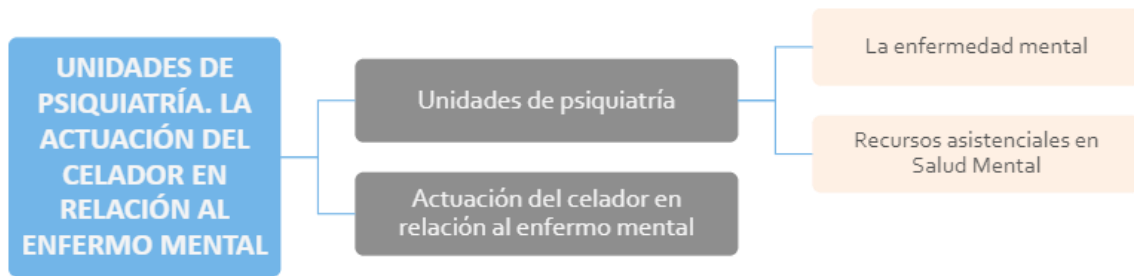 UNIDADES DE
PSIQUIATRÍA. LA
ACTUACIÓN DEL
CELADOR EN
RELACIÓN AL
ENFERMO MENTAL
Unidades de psiquiatría
La enfermedad mental
Recursos asistenciales en
Salud Mental
Actuación del celador en
relación al enfermo mental